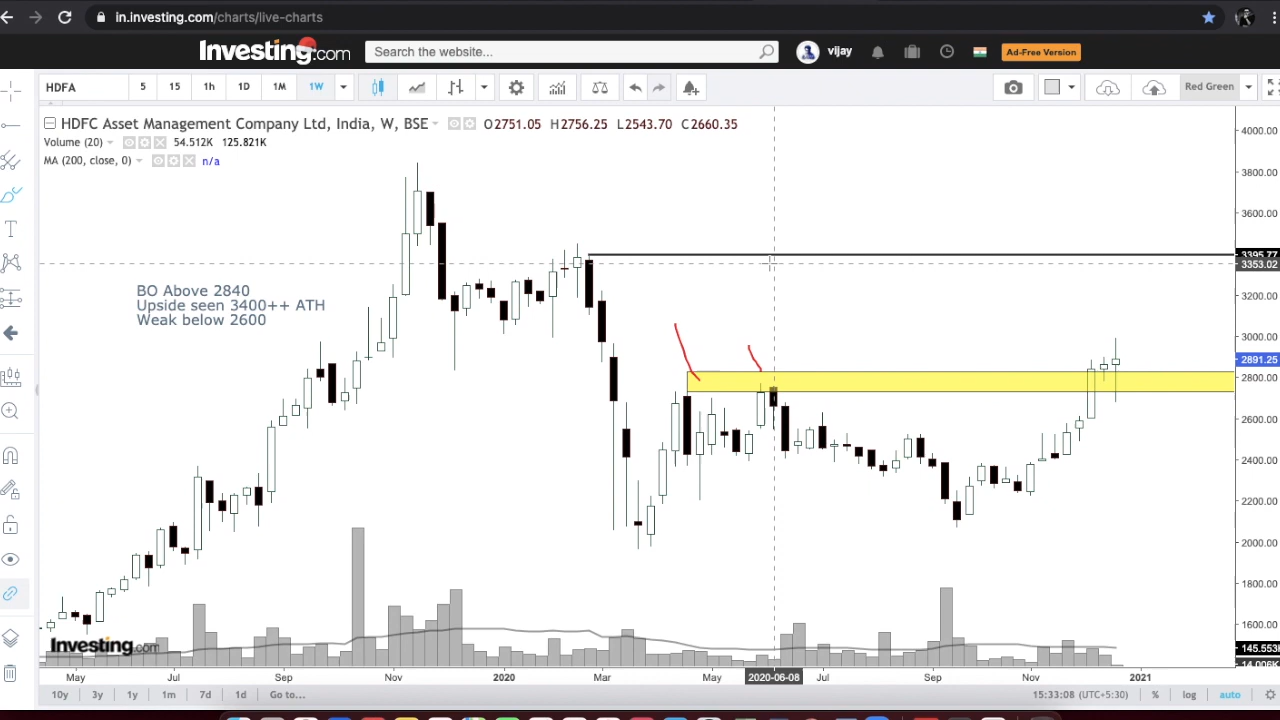 in.investing.com/charts/live-charts
Investing.com
Search the website...
vijay
Ad-Free Version
HDFA
5
15
1h
1D
1M
1W
Red Green
HDFC Asset Management Company Ltd, India, W, BSE
O2751.05 H2756.25 L2543.70 C2660.35
Volume (20) 54.512K 125.821K
MA (200, close, 0) n/a
BO Above 2840
Upside seen 3400++ ATH
Weak below 2600
4000.00
3800.00
3600.00
3395.77
3353.02
3200.00
3000.00
2891.25
2800.00
2600.00
2400.00
2200.00
2000.00
1800.00
1600.00
145.553K
14.006K
Investing.com
May Jul Sep Nov 2020 Mar May 2020-06-08 Jul Sep Nov 2021
10y 3y 1y 1m 7d 1d Go to...
15:33:08 (UTC+5:30) % log auto